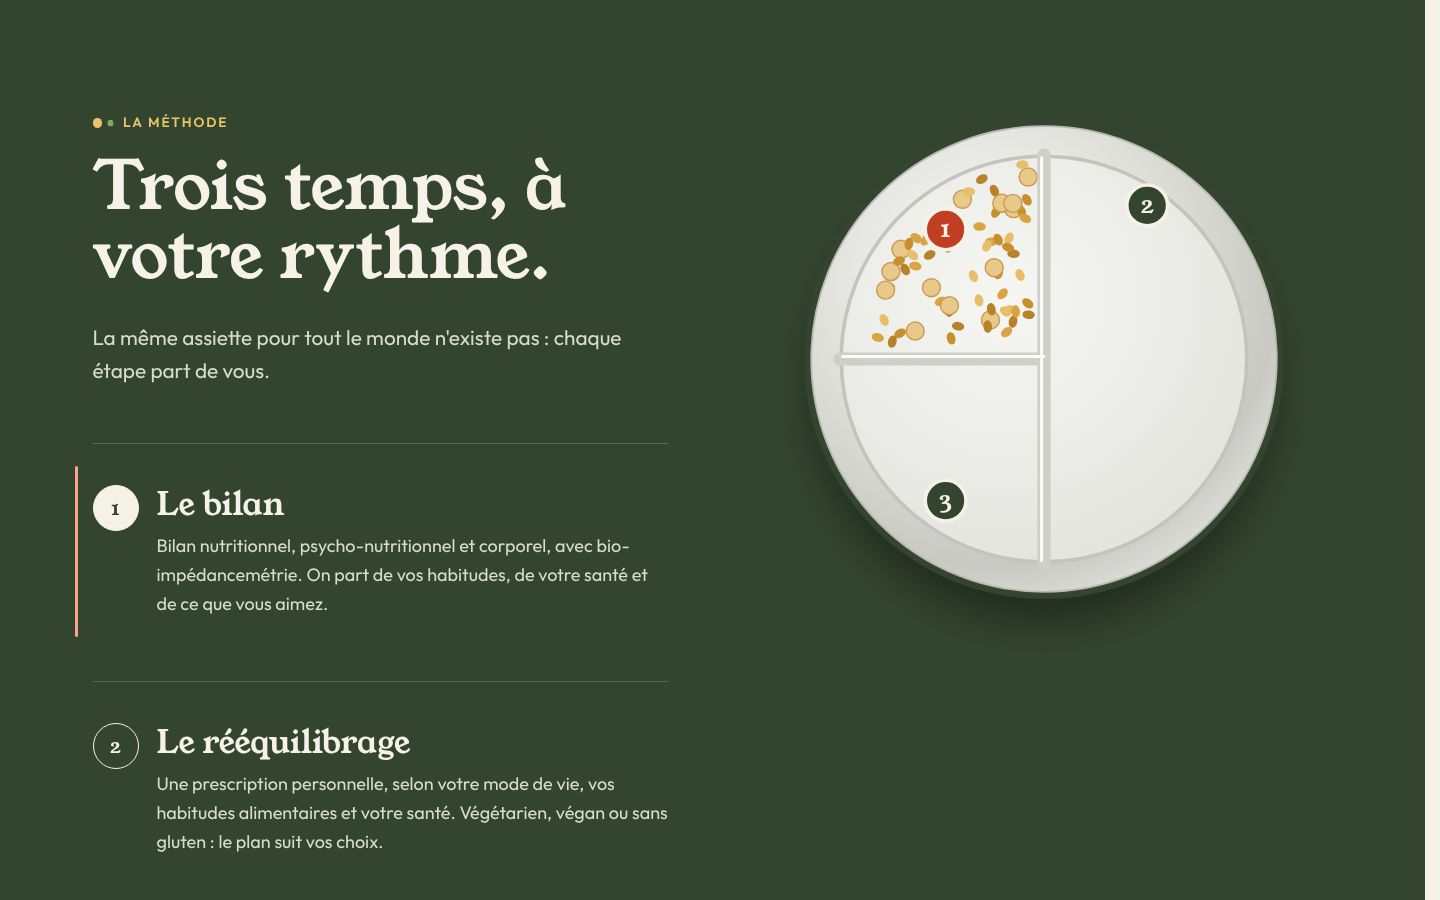 LA MÉTHODE
Trois temps, à
votre rythme.
La même assiette pour tout le monde n'existe pas : chaque
étape part de vous.
1
Le bilan
Bilan nutritionnel, psycho-nutritionnel et corporel, avec bio-
impédancemétrie. On part de vos habitudes, de votre santé et
de ce que vous aimez.
2
Le rééquilibrage
Une prescription personnelle, selon votre mode de vie, vos
habitudes alimentaires et votre santé. Végétarien, végan ou sans
gluten : le plan suit vos choix.
1
2
3